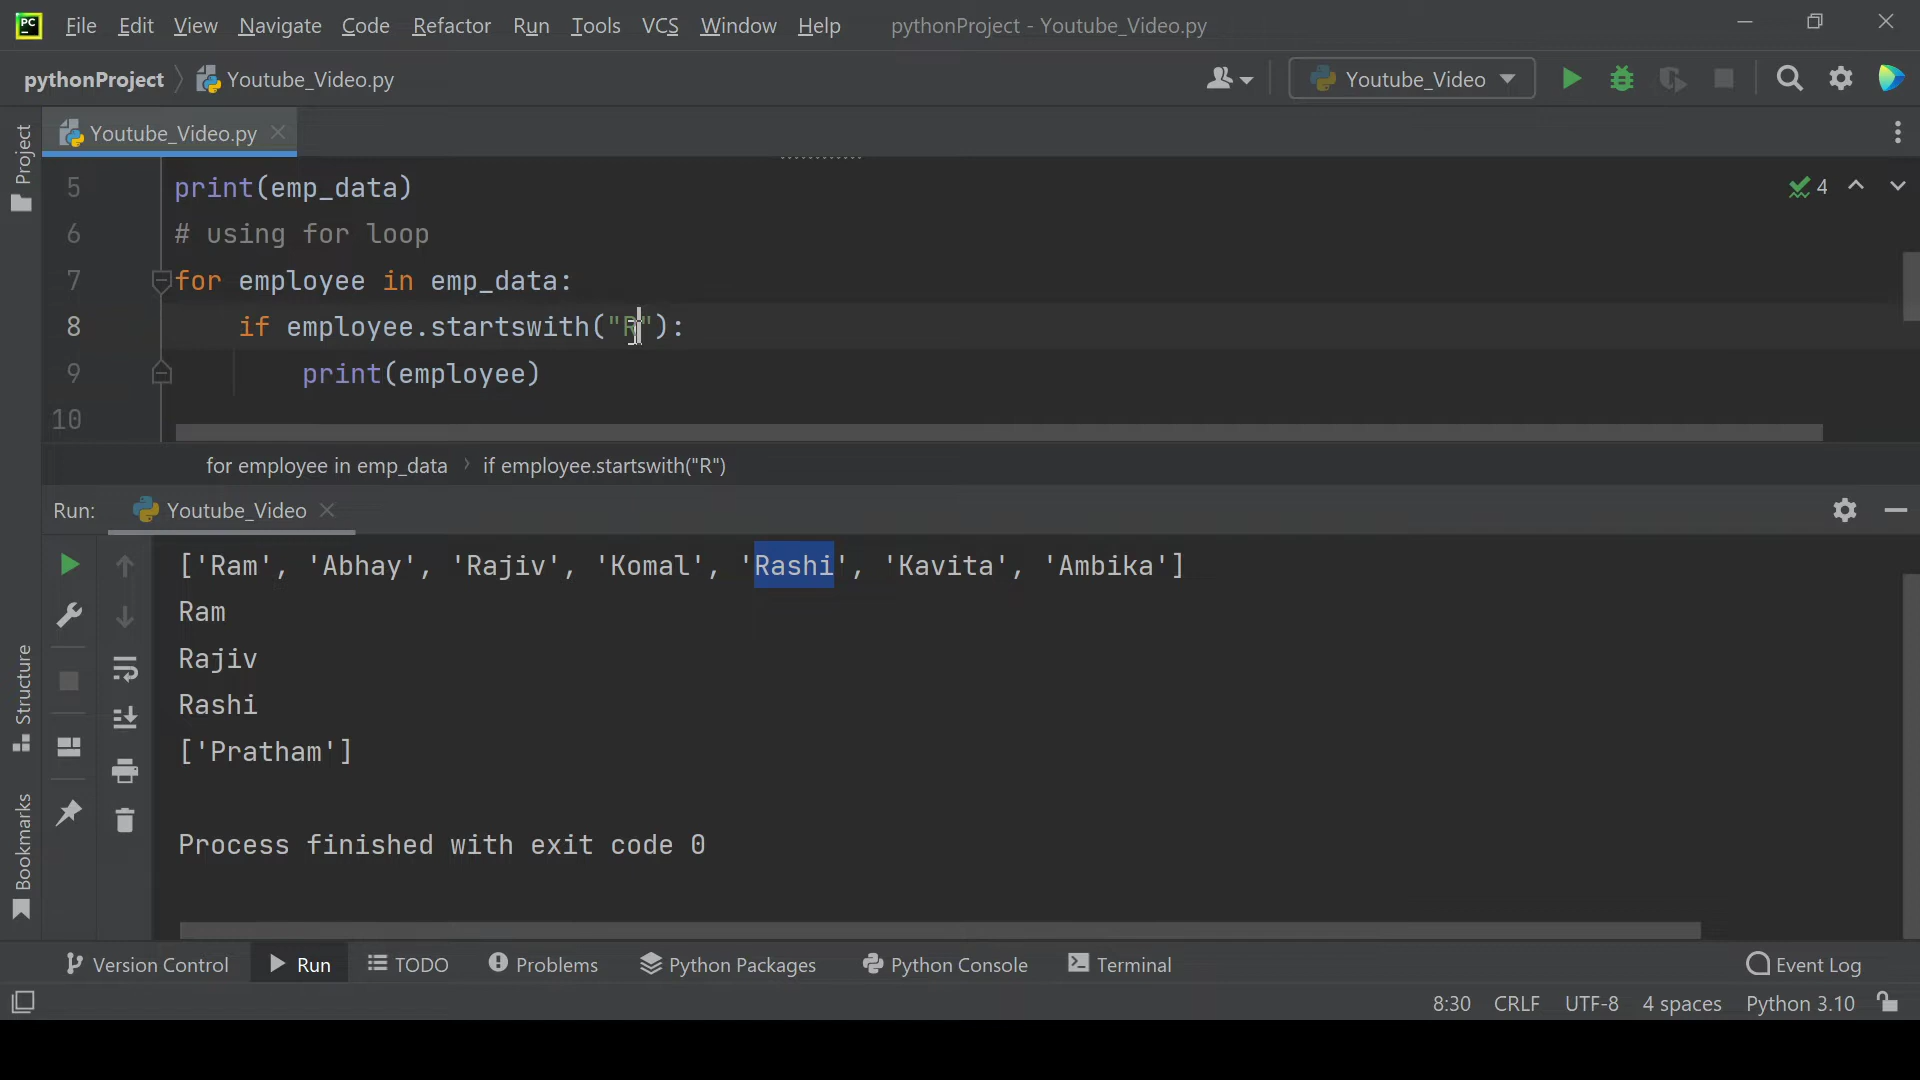 PC File Edit View Navigate Code Refactor Run Tools VCS Window Help pythonProject - Youtube_Video.py
pythonProject Youtube_Video.py Youtube_Video
Project
Youtube_Video.py
5 print(emp_data) 4
6 # using for loop
7 for employee in emp_data:
8 if employee.startswith("R"):
9 print(employee)
10
for employee in emp_data › if employee.startswith("R")
Run: Youtube_Video
['Ram', 'Abhay', 'Rajiv', 'Komal', 'Rashi', 'Kavita', 'Ambika']
Ram
Rajiv
Rashi
['Pratham']
Process finished with exit code 0
Structure
Bookmarks
Version Control Run TODO Problems Python Packages Python Console Terminal Event Log
8:30 CRLF UTF-8 4 spaces Python 3.10